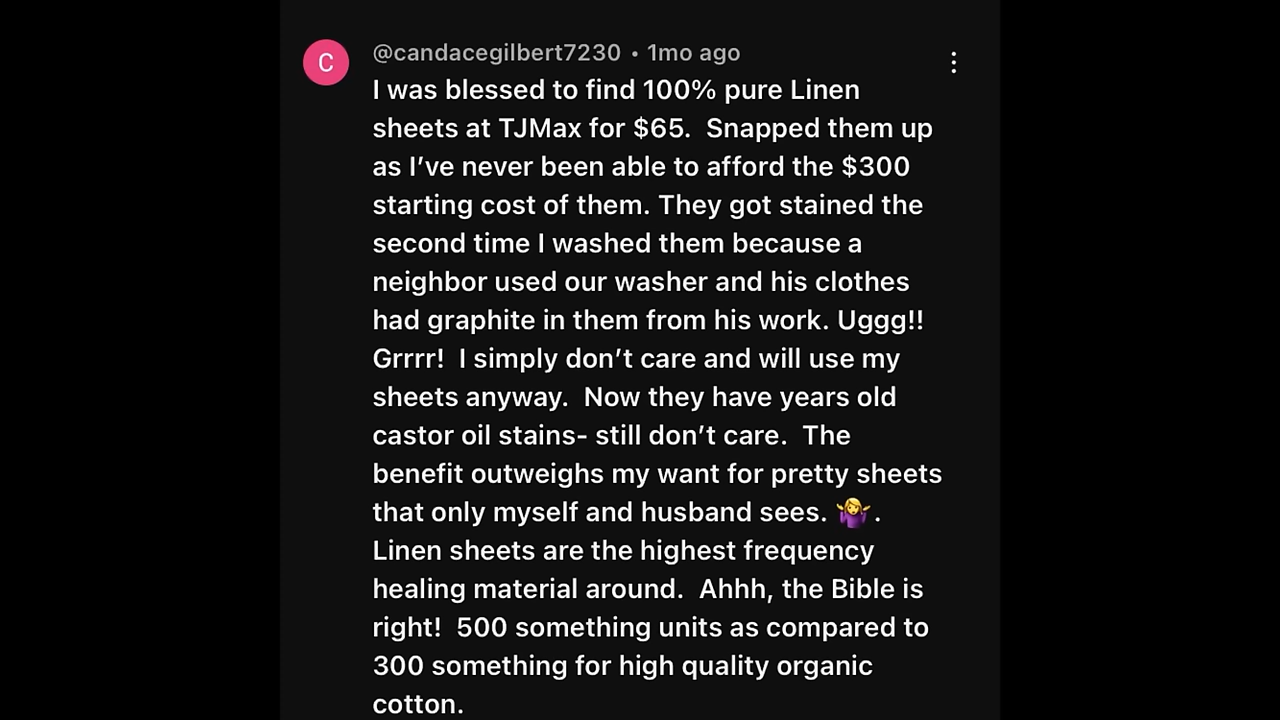 C
@candacegilbert7230 • 1mo ago
I was blessed to find 100% pure Linen
sheets at TJMax for $65.  Snapped them up
as I’ve never been able to afford the $300
starting cost of them. They got stained the
second time I washed them because a
neighbor used our washer and his clothes
had graphite in them from his work. Uggg!!
Grrrr!  I simply don’t care and will use my
sheets anyway.  Now they have years old
castor oil stains- still don’t care.  The
benefit outweighs my want for pretty sheets
that only myself and husband sees. 🤷‍♀️.
Linen sheets are the highest frequency
healing material around.  Ahhh, the Bible is
right!  500 something units as compared to
300 something for high quality organic
cotton.